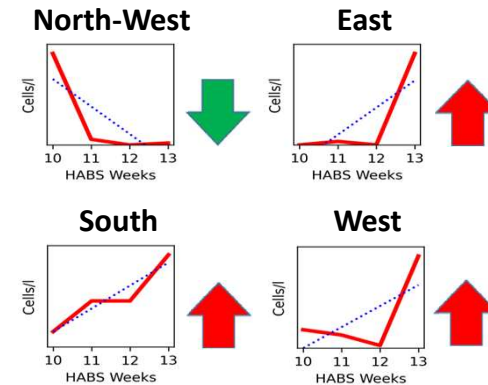 North-West
Cells/l
10 11 12 13
HABS Weeks
East
Cells/l
10 11 12 13
HABS Weeks
South
Cells/l
10 11 12 13
HABS Weeks
West
Cells/l
10 11 12 13
HABS Weeks